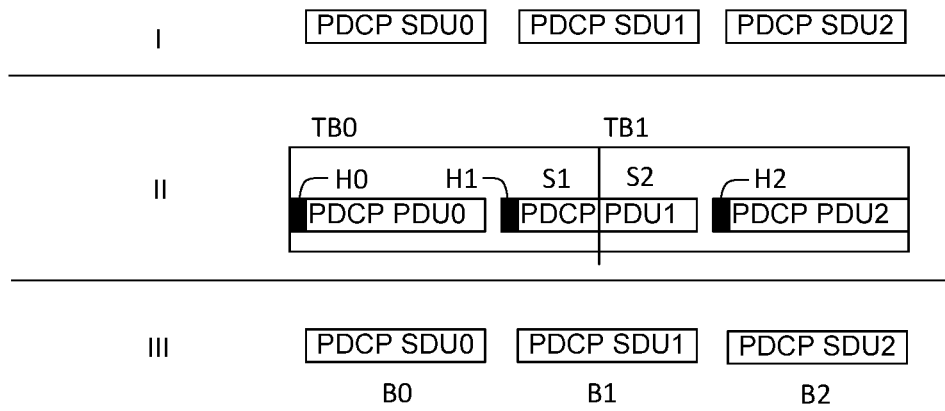 I PDCP SDU0 PDCP SDU1 PDCP SDU2
TB0 TB1
II H0 H1 S1 S2 H2
PDCP PDU0 PDCP PDU1 PDCP PDU2
III PDCP SDU0 PDCP SDU1 PDCP SDU2
B0 B1 B2